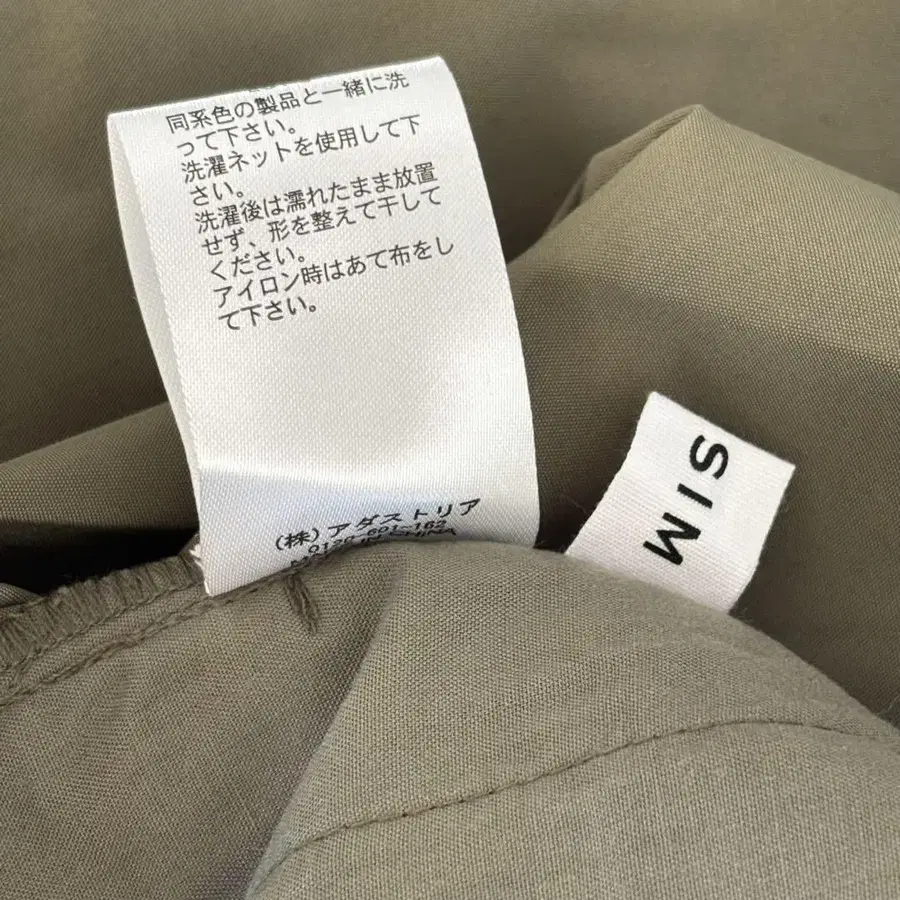 同系色の製品と一緒に洗
って下さい。
洗濯ネットを使用して下
さい。
洗濯後は濡れたまま放置
せず、形を整えて干して
ください。
アイロン時はあて布をし
て下さい。
(株)アダストリア
0120-601-162
CHINA
SIM